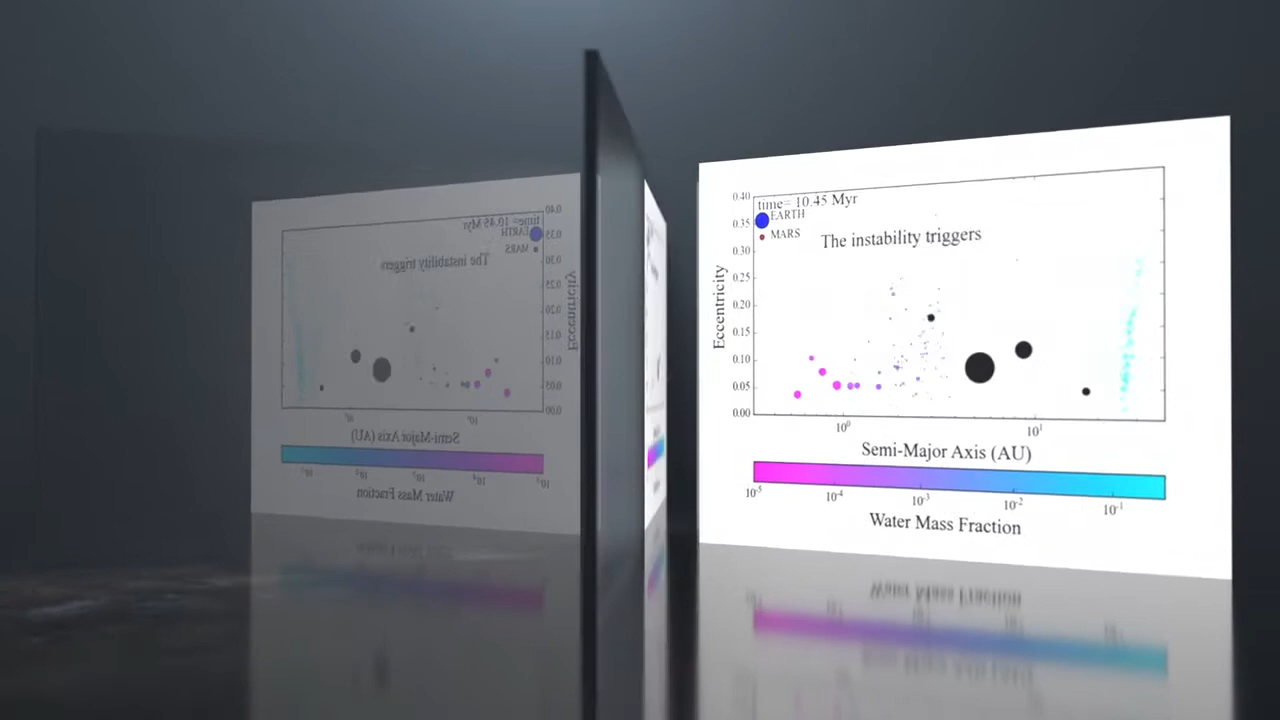 time= 10.45 Myr
EARTH
MARS
The instability triggers
0.40
0.35
0.30
0.25
0.20
0.15
0.10
0.05
0.00
Eccentricity
10⁰ 10¹
Semi-Major Axis (AU)
10⁻⁵ 10⁻⁴ 10⁻³ 10⁻² 10⁻¹
Water Mass Fraction